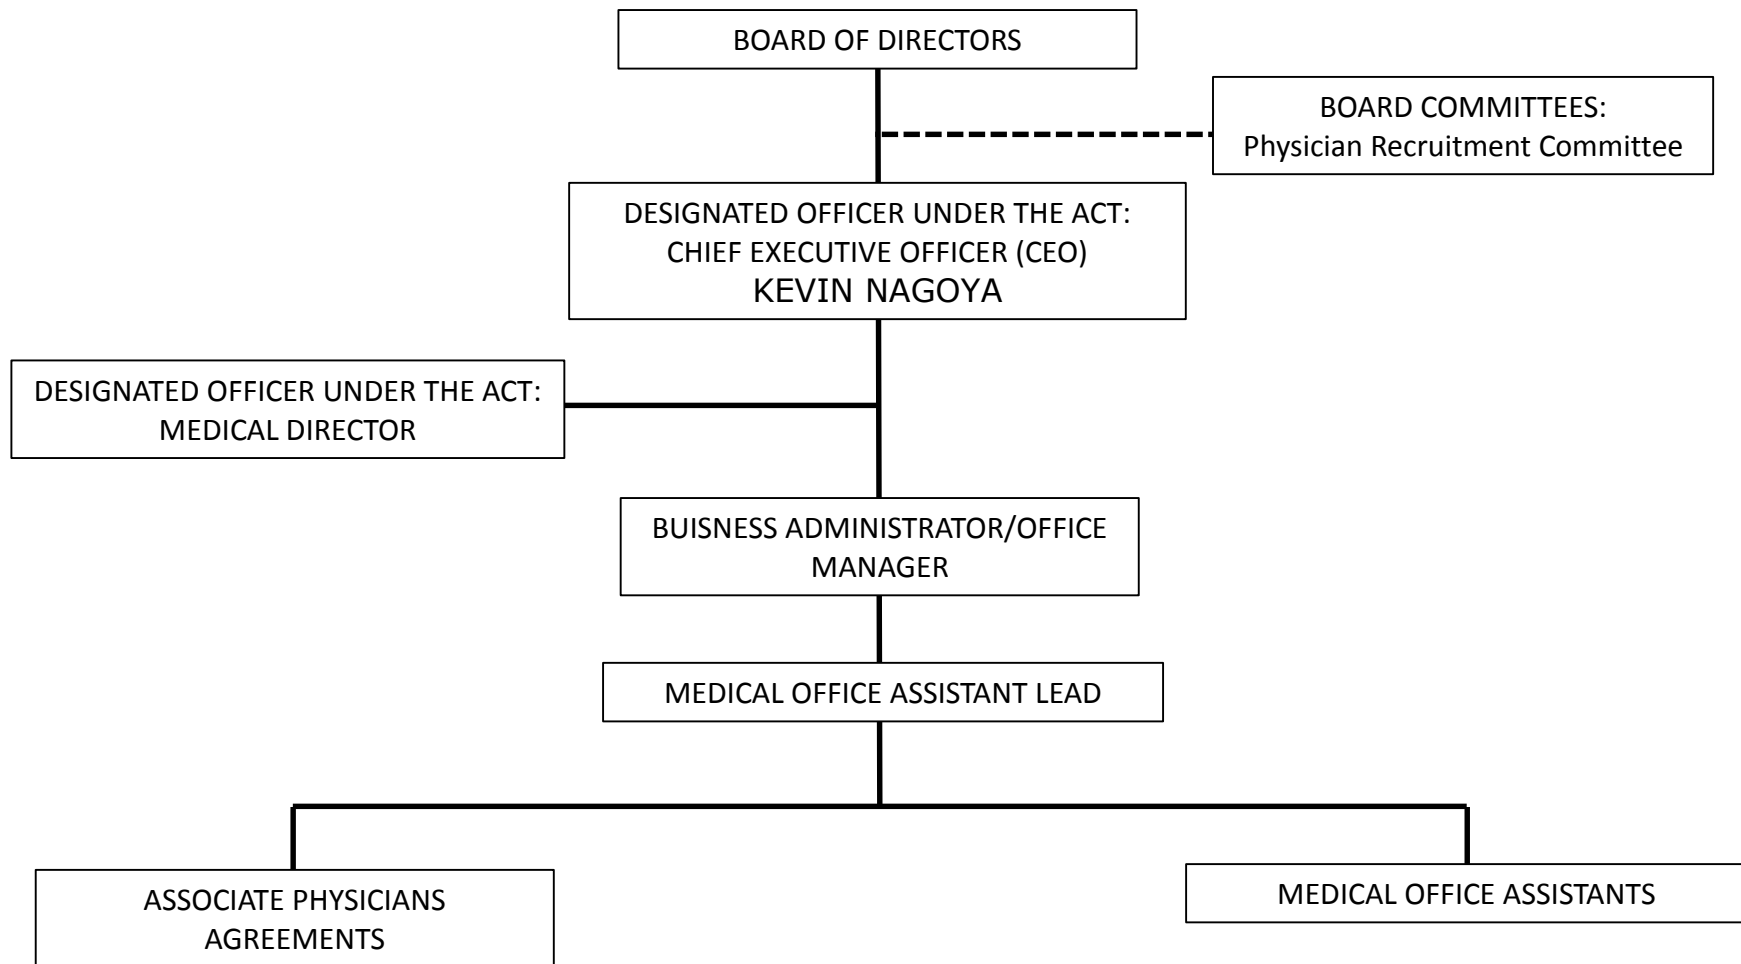 BOARD OF DIRECTORS
BOARD COMMITTEES:
Physician Recruitment Committee
DESIGNATED OFFICER UNDER THE ACT:
CHIEF EXECUTIVE OFFICER (CEO)
KEVIN NAGOYA
DESIGNATED OFFICER UNDER THE ACT:
MEDICAL DIRECTOR
BUISNESS ADMINISTRATOR/OFFICE
MANAGER
MEDICAL OFFICE ASSISTANT LEAD
ASSOCIATE PHYSICIANS
AGREEMENTS
MEDICAL OFFICE ASSISTANTS